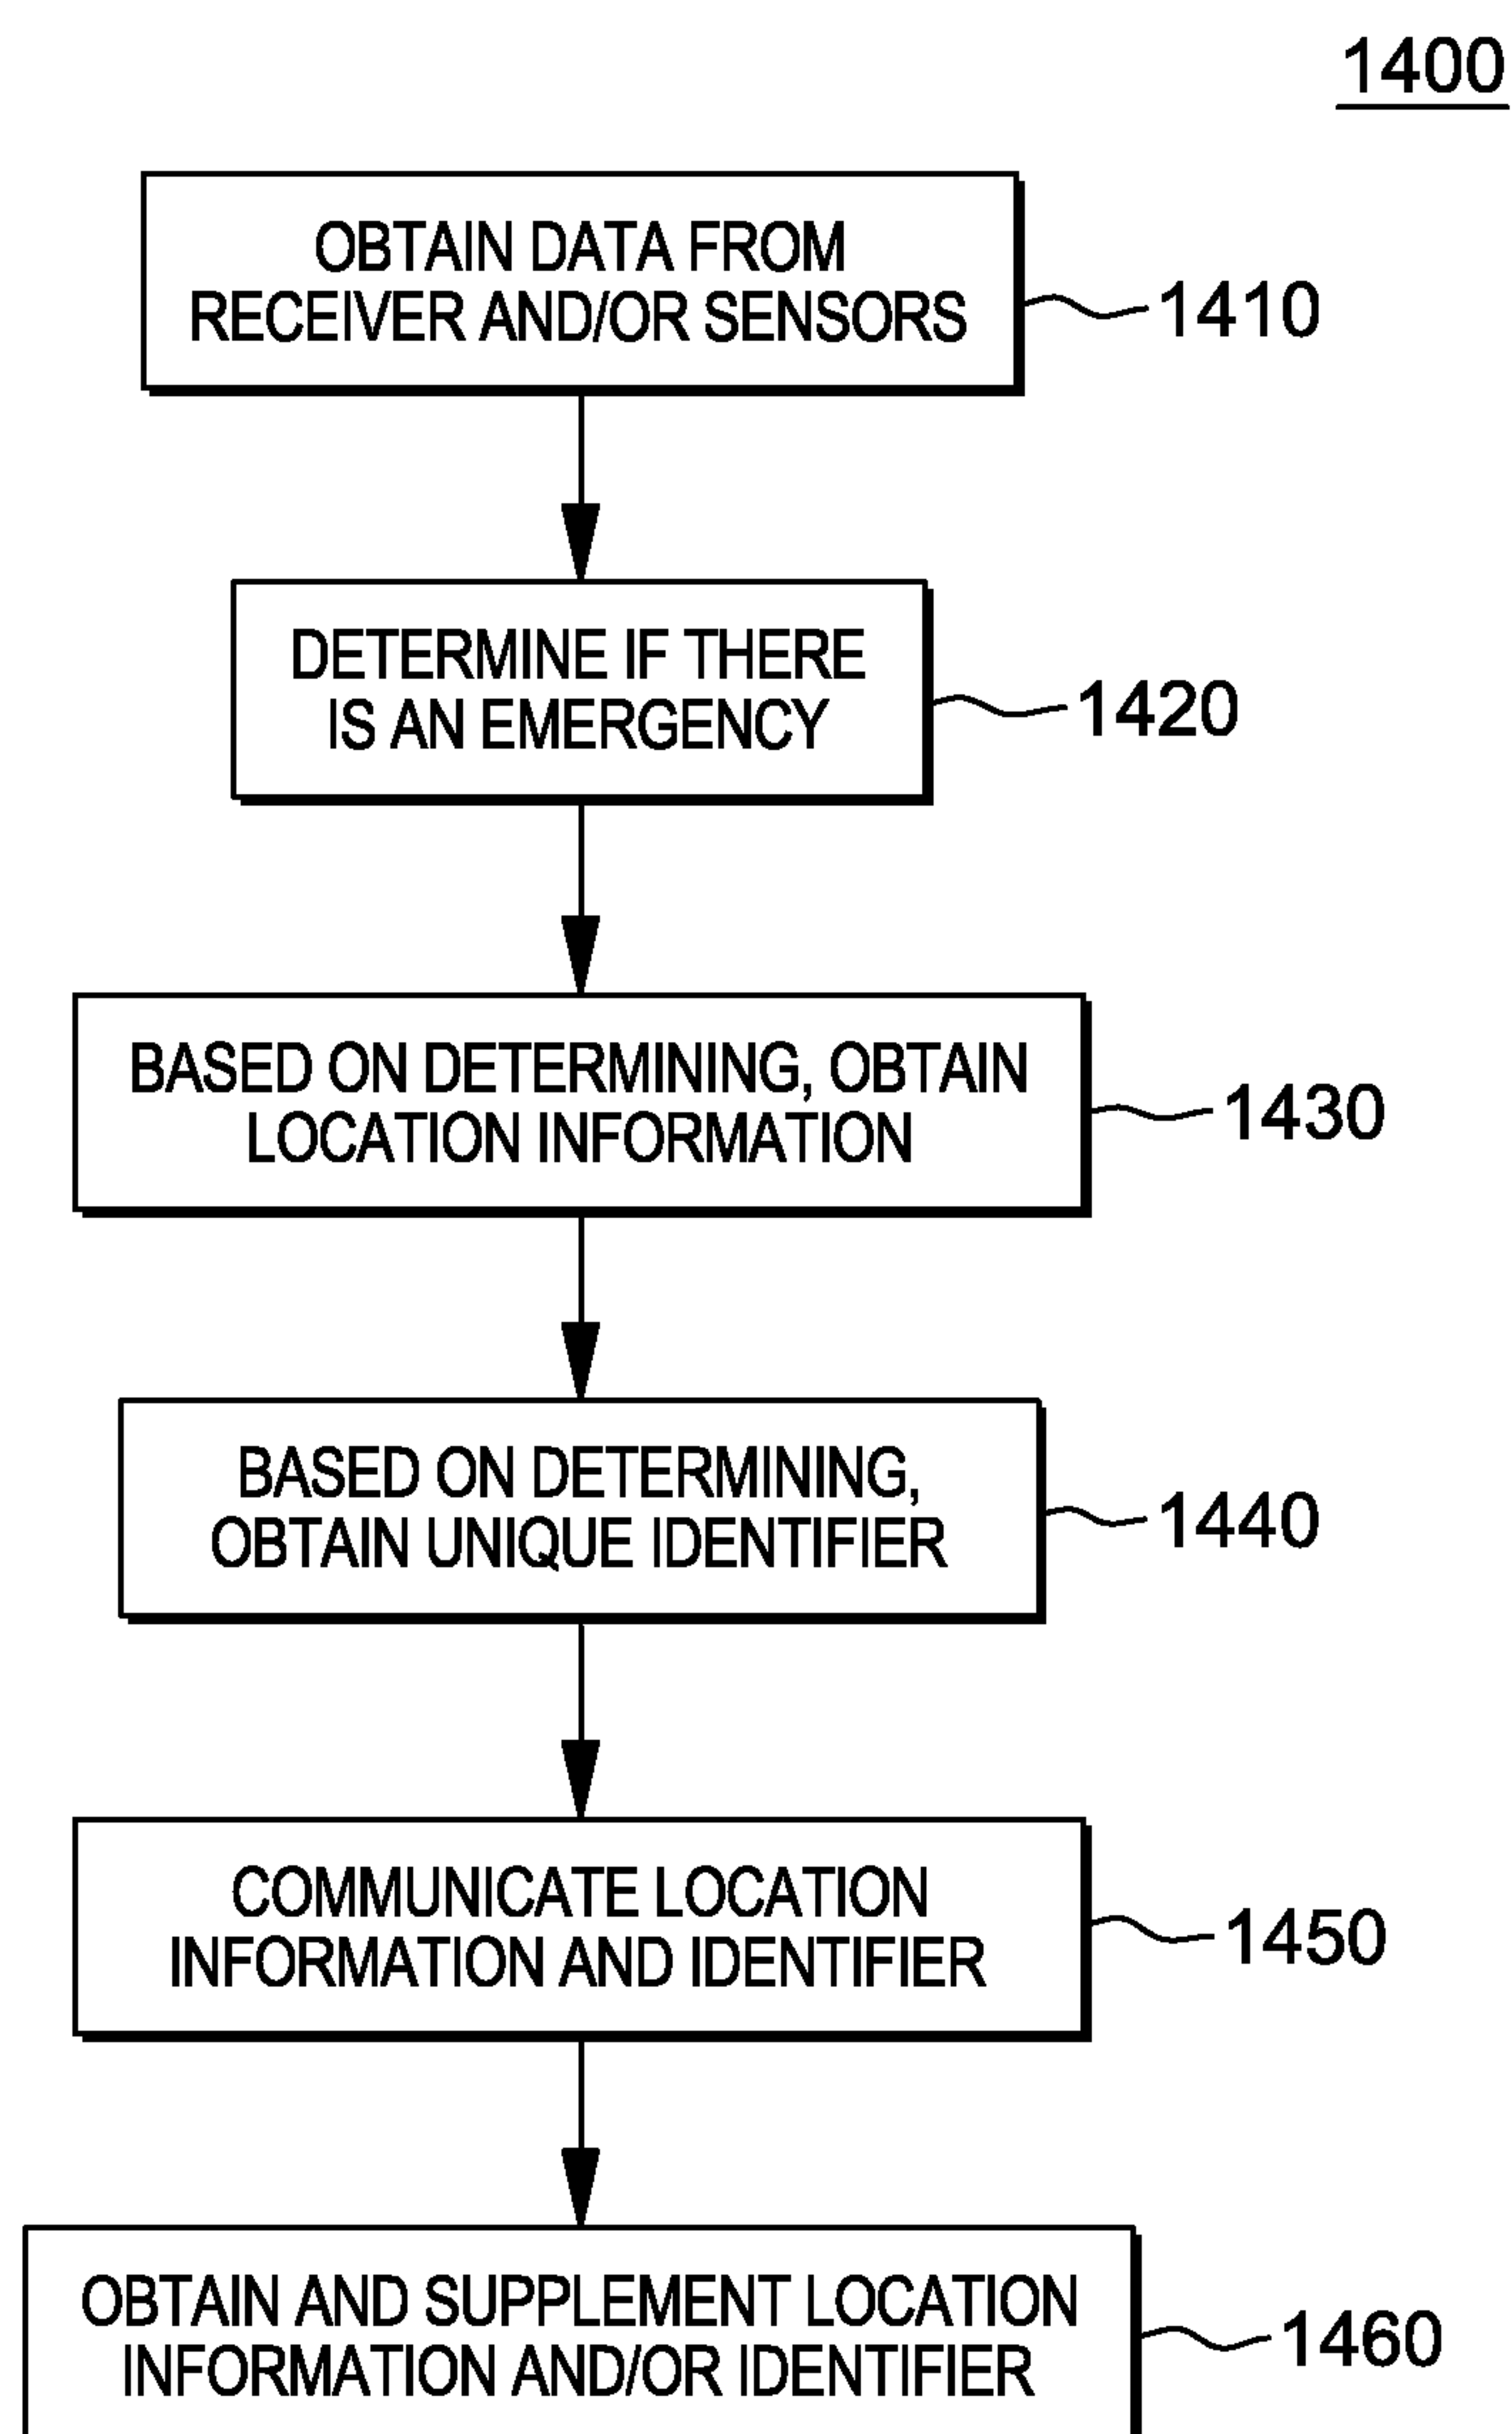 1400
OBTAIN DATA FROM
RECEIVER AND/OR SENSORS
1410
DETERMINE IF THERE
IS AN EMERGENCY
1420
BASED ON DETERMINING, OBTAIN
LOCATION INFORMATION
1430
BASED ON DETERMINING,
OBTAIN UNIQUE IDENTIFIER
1440
COMMUNICATE LOCATION
INFORMATION AND IDENTIFIER
1450
OBTAIN AND SUPPLEMENT LOCATION
INFORMATION AND/OR IDENTIFIER
1460